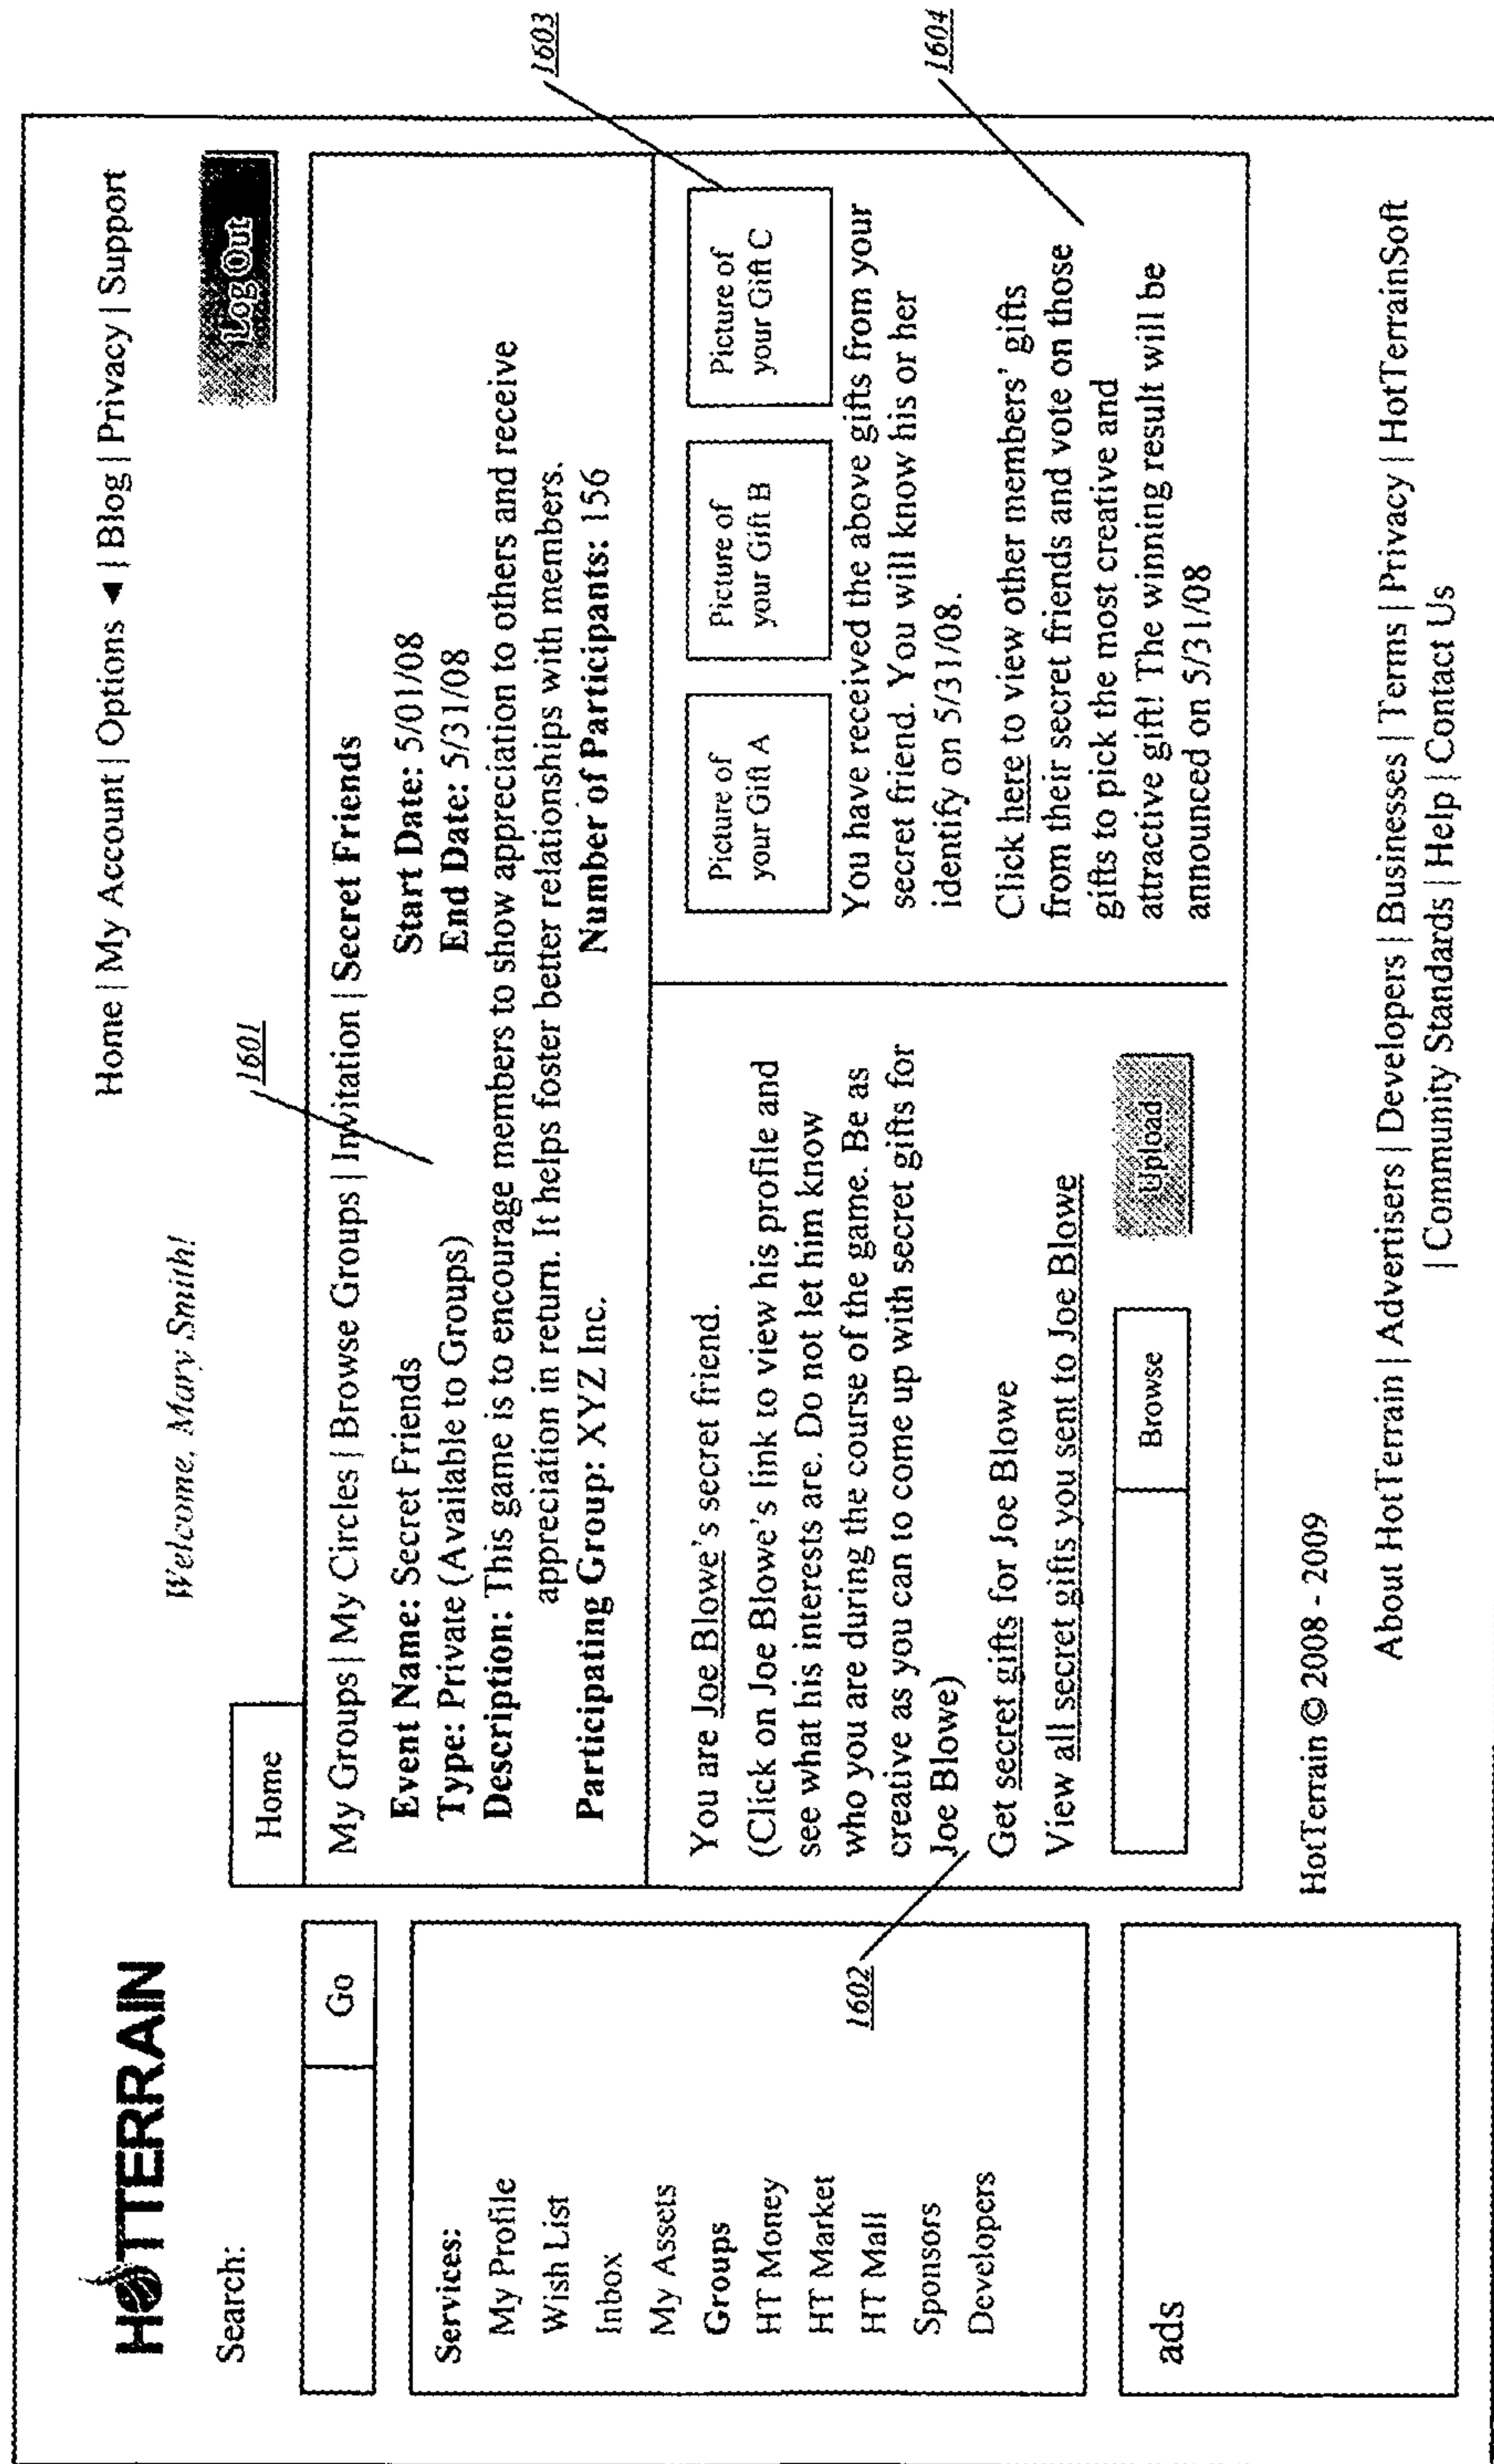 HOTTERRAIN
Home | My Account | Options ◄ | Blog | Privacy | Support
Welcome, Mary Smith!
Log Out
Search:
Go
Services:
My Profile
Wish List
Inbox
My Assets
Groups
HT Money
HT Market
HT Mall
Sponsors
Developers
ads
Home
1601
My Groups | My Circles | Browse Groups | Invitation | Secret Friends
Event Name: Secret Friends Start Date: 5/01/08
Type: Private (Available to Groups) End Date: 5/31/08
Description: This game is to encourage members to show appreciation to others and receive
appreciation in return. It helps foster better relationships with members.
Participating Group: XYZ Inc. Number of Participants: 156
You are Joe Blowe's secret friend.
(Click on Joe Blowe's link to view his profile and
see what his interests are. Do not let him know
who you are during the course of the game. Be as
creative as you can to come up with secret gifts for
Joe Blowe)
1602
Get secret gifts for Joe Blowe
View all secret gifts you sent to Joe Blowe
Browse
Upload
Picture of
your Gift A
Picture of
your Gift B
Picture of
your Gift C
1603
You have received the above gifts from your
secret friend. You will know his or her
identify on 5/31/08.
1604
Click here to view other members' gifts
from their secret friends and vote on those
gifts to pick the most creative and
attractive gift! The winning result will be
announced on 5/31/08
HotTerrain © 2008 - 2009
About HotTerrain | Advertisers | Developers | Businesses | Terms | Privacy | HotTerrainSoft
| Community Standards | Help | Contact Us